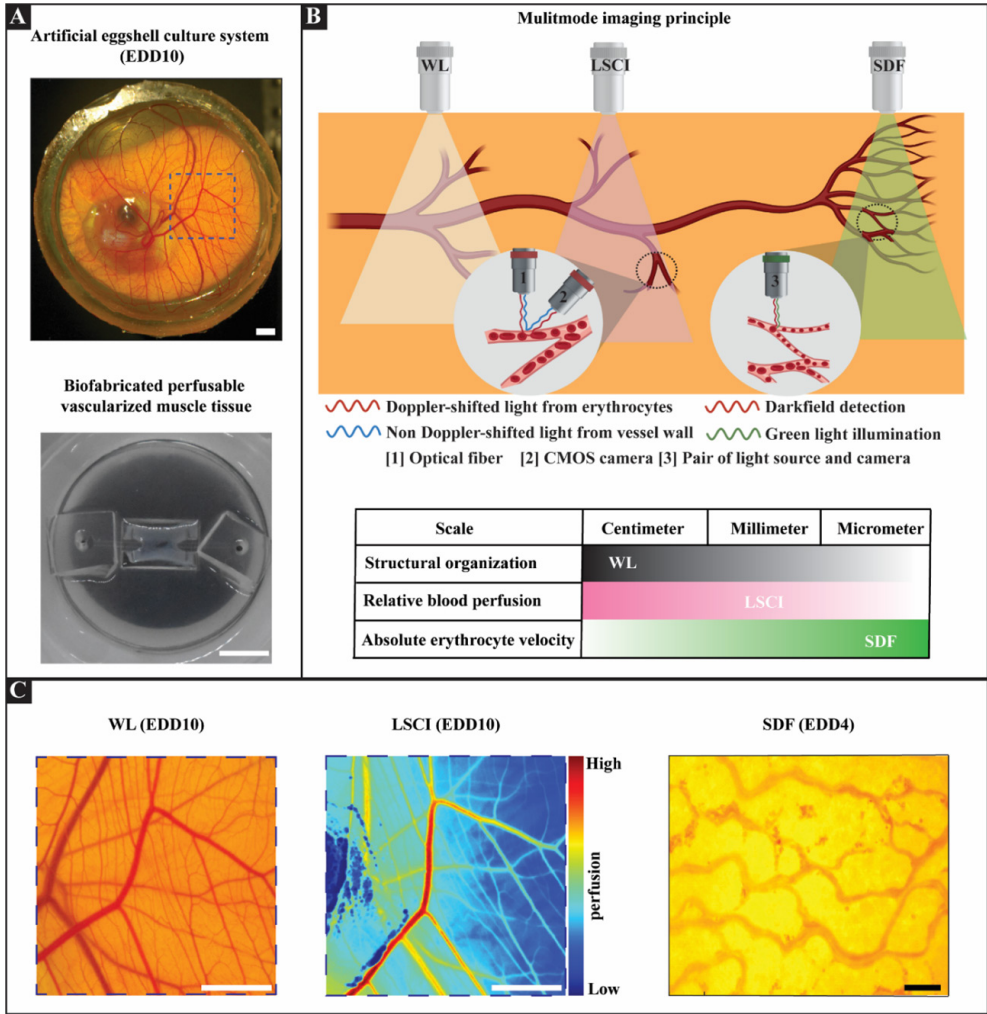 A
Artificial eggshell culture system
(EDD10)
Biofabricated perfusable
vascularized muscle tissue
B
Mulitmode imaging principle
WL
LSCI
SDF
1
2
3
Doppler-shifted light from erythrocytes
Darkfield detection
Non Doppler-shifted light from vessel wall
Green light illumination
[1] Optical fiber [2] CMOS camera [3] Pair of light source and camera
Scale Centimeter Millimeter Micrometer
Structural organization WL
Relative blood perfusion LSCI
Absolute erythrocyte velocity SDF
C
WL (EDD10)
LSCI (EDD10)
High
perfusion
Low
SDF (EDD4)